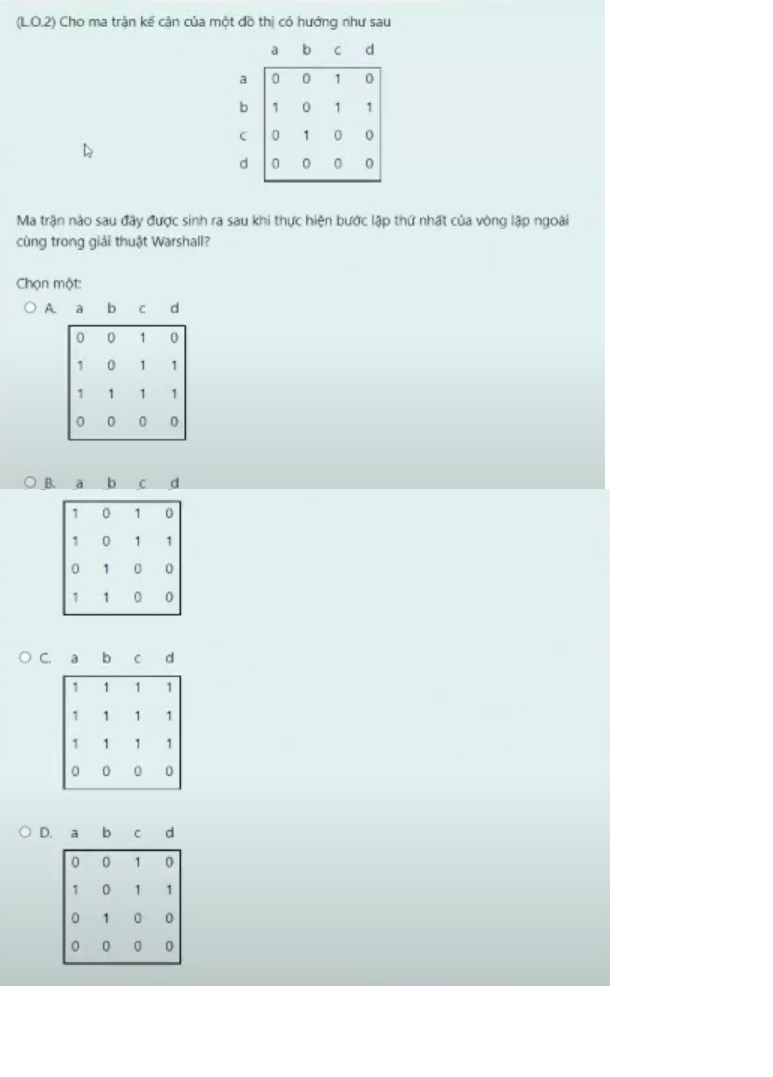 (L.O.2) Cho ma trận kế cận của một đồ thị có hướng như sau
a b c d
a 0 0 1 0
b 1 0 1 1
c 0 1 0 0
d 0 0 0 0
Ma trận nào sau đây được sinh ra sau khi thực hiện bước lặp thứ nhất của vòng lặp ngoài
cùng trong giải thuật Warshall?
Chọn một:
A. a b c d
0 0 1 0
1 0 1 1
1 1 1 1
0 0 0 0
B. a b c d
1 0 1 0
1 0 1 1
0 1 0 0
1 1 0 0
C. a b c d
1 1 1 1
1 1 1 1
1 1 1 1
0 0 0 0
D. a b c d
0 0 1 0
1 0 1 1
0 1 0 0
0 0 0 0